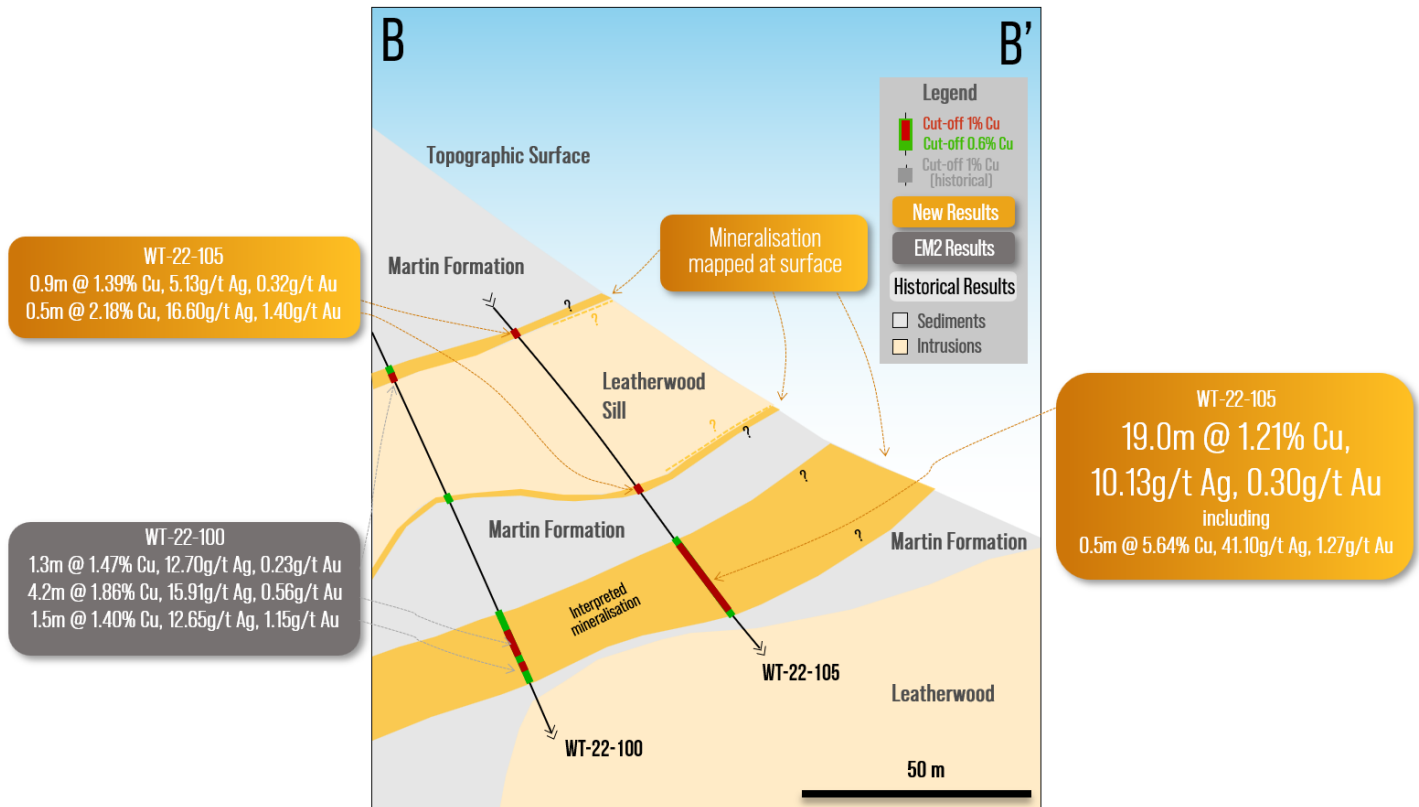 B
B’
Legend
Cut-off 1% Cu
Cut-off 0.6% Cu
Cut-off 1% Cu
(historical)
New Results
EM2 Results
Historical Results
Sediments
Intrusions
Topographic Surface
Mineralisation
mapped at surface
Martin Formation
WT-22-105
0.9m @ 1.39% Cu, 5.13g/t Ag, 0.32g/t Au
0.5m @ 2.18% Cu, 16.60g/t Ag, 1.40g/t Au
?
?
Leatherwood
Sill
?
?
WT-22-105
19.0m @ 1.21% Cu,
10.13g/t Ag, 0.30g/t Au
including
0.5m @ 5.64% Cu, 41.10g/t Ag, 1.27g/t Au
?
?
Martin Formation
Martin Formation
WT-22-100
1.3m @ 1.47% Cu, 12.70g/t Ag, 0.23g/t Au
4.2m @ 1.86% Cu, 15.91g/t Ag, 0.56g/t Au
1.5m @ 1.40% Cu, 12.65g/t Ag, 1.15g/t Au
Interpreted
mineralisation
WT-22-105
Leatherwood
WT-22-100
50 m